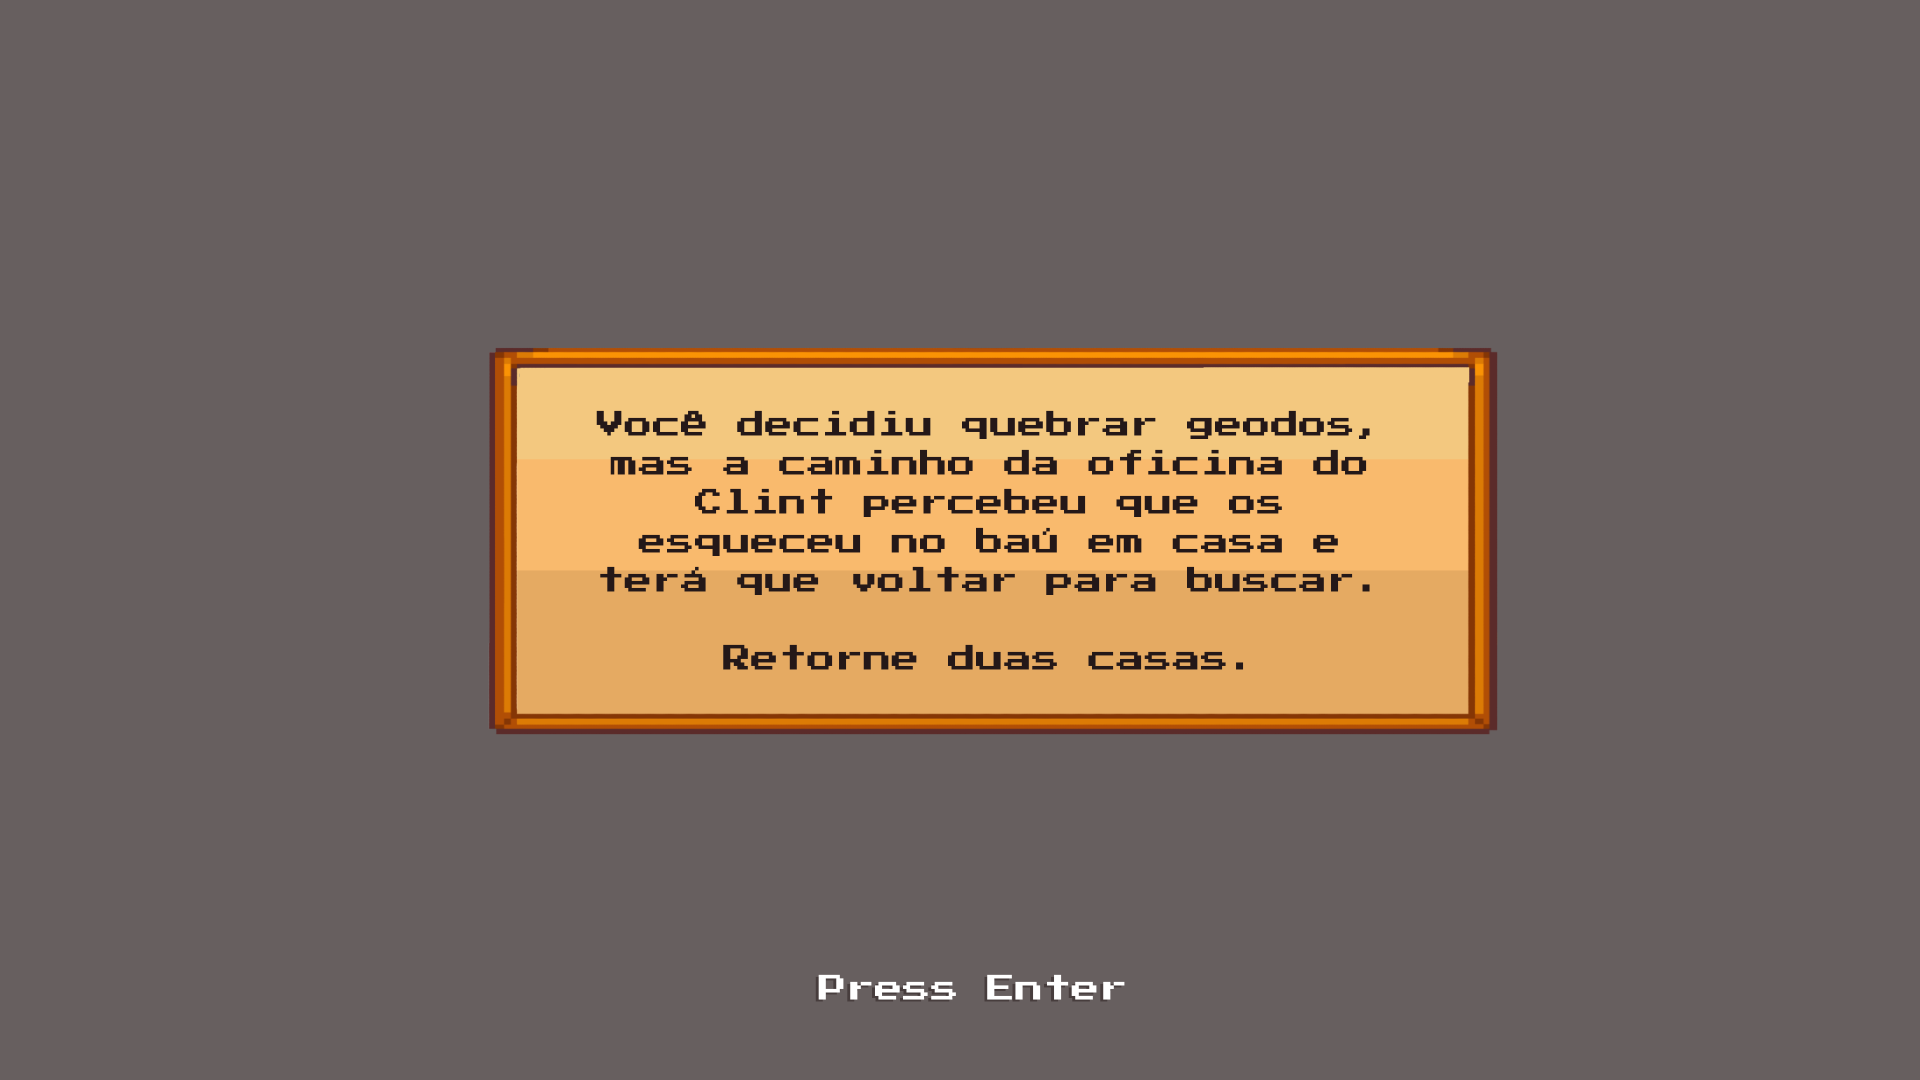 Você decidiu quebrar geodos,
mas a caminho da oficina do
Clint percebeu que os
esqueceu no baú em casa e
terá que voltar para buscar.
Retorne duas casas.
Press Enter